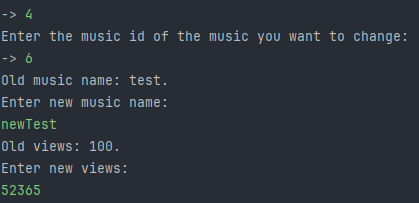 -> 4
Enter the music id of the music you want to change:
-> 6
Old music name: test.
Enter new music name:
newTest
Old views: 100.
Enter new views:
52365